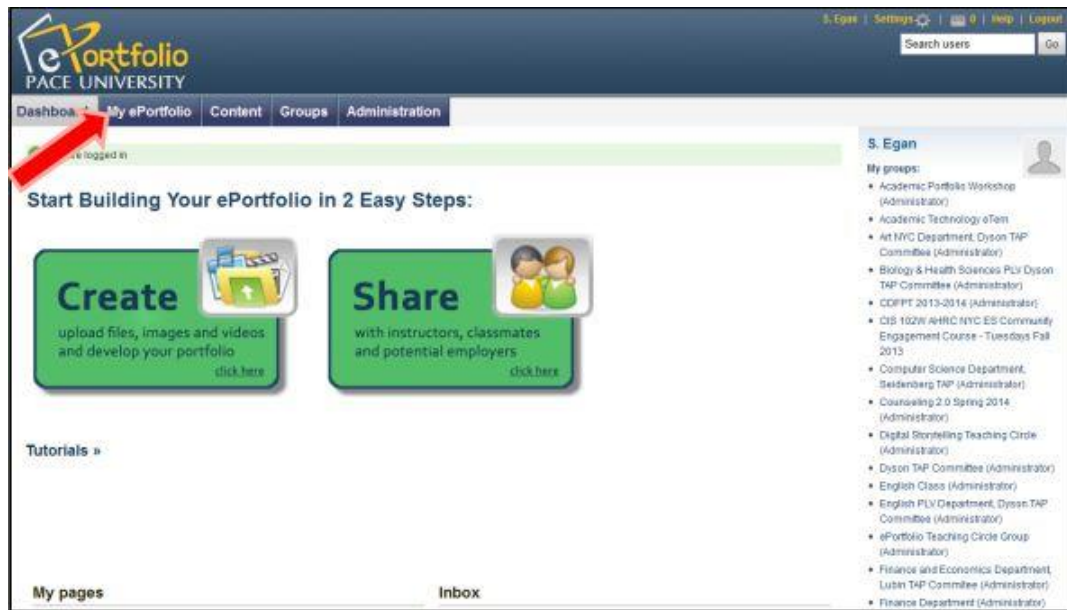 S. Egan | Settings | 0 | Help | Logout
ePortfolio
PACE UNIVERSITY
Search users Go
My ePortfolio Content Groups Administration
logged in
Start Building Your ePortfolio in 2 Easy Steps:
Create
upload files, images and videos
and develop your portfolio
click here
Share
with instructors, classmates
and potential employers
click here
Tutorials »
My pages
Inbox
S. Egan
My groups:
• Academic Portfolio Workshop
(Administrator)
• Academic Technology eTern
• Art NYC Department, Dyson TAP
Committee (Administrator)
• Biology & Health Sciences PLV Dyson
TAP Committee (Administrator)
• CDFPT 2013-2014 (Administrator)
• CIS 102W AHRC NYC ES Community
Engagement Course - Tuesdays Fall
2013
• Computer Science Department,
Seidenberg TAP (Administrator)
• Counseling 2.0 Spring 2014
(Administrator)
• Digital Storytelling Teaching Circle
(Administrator)
• Dyson TAP Committee (Administrator)
• English Class (Administrator)
• English PLV Department, Dyson TAP
Committee (Administrator)
• ePortfolio Teaching Circle Group
(Administrator)
• Finance and Economics Department,
Lubin TAP Commitee (Administrator)
• Finance Department (Administrator)